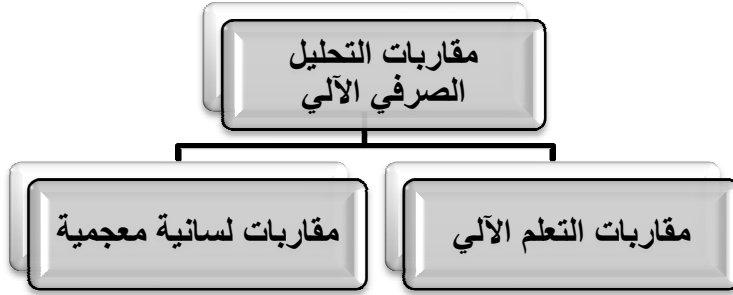 مقاربات التحليل
الصرفي الآلي
مقاربات التعلم الآلي
مقاربات لسانية معجمية